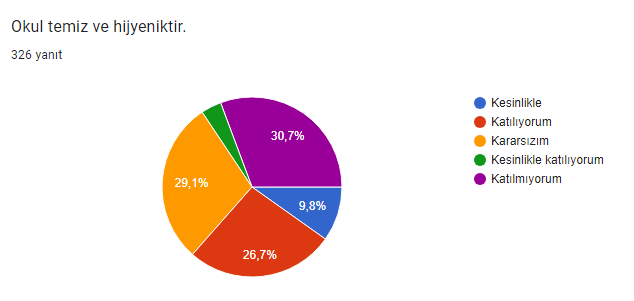 Okul temiz ve hijyeniktir.
326 yanıt
Kesinlikle
Katılıyorum
Kararsızım
Kesinlikle katılıyorum
Katılmıyorum
30,7%
29,1%
9,8%
26,7%